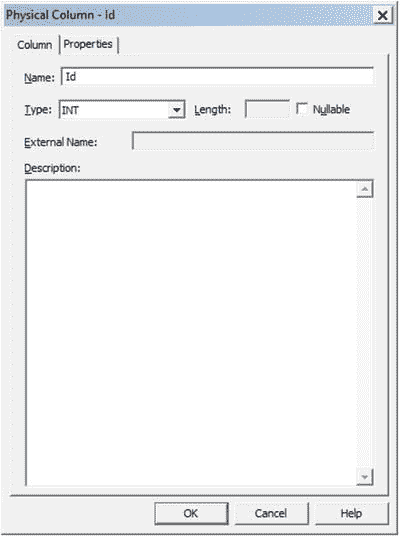 Physical Column - Id
Column Properties
Name: Id
Type: INT Length: Nullable
External Name:
Description:
OK Cancel Help